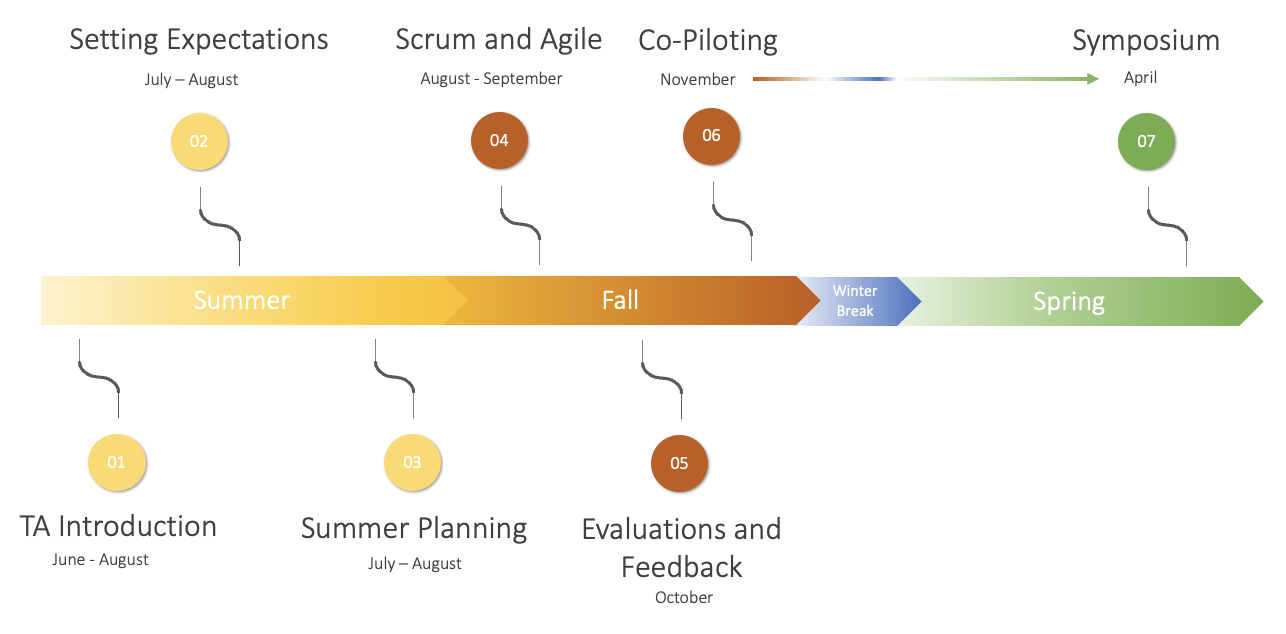 Setting Expectations
July – August
02
Scrum and Agile
August - September
04
Co-Piloting
November
06
Symposium
April
07
Summer
Fall
Winter
Break
Spring
01
TA Introduction
June - August
03
Summer Planning
July – August
05
Evaluations and
Feedback
October